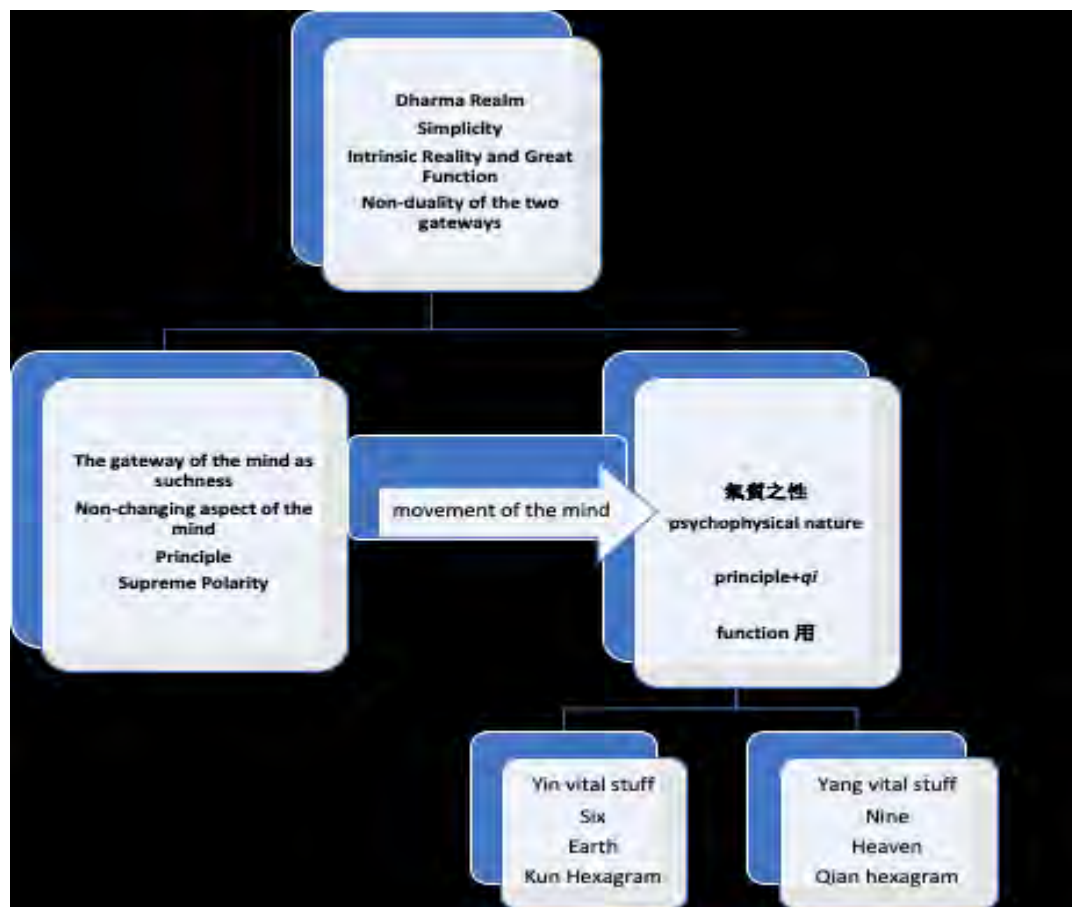 Dharma Realm
Simplicity
Intrinsic Reality and Great
Function
Non-duality of the two
gateways
The gateway of the mind as
suchness
Non-changing aspect of the
mind
Principle
Supreme Polarity
movement of the mind
氣質之性
psychophysical nature
principle+qi
function 用
Yin vital stuff
Six
Earth
Kun Hexagram
Yang vital stuff
Nine
Heaven
Qian hexagram